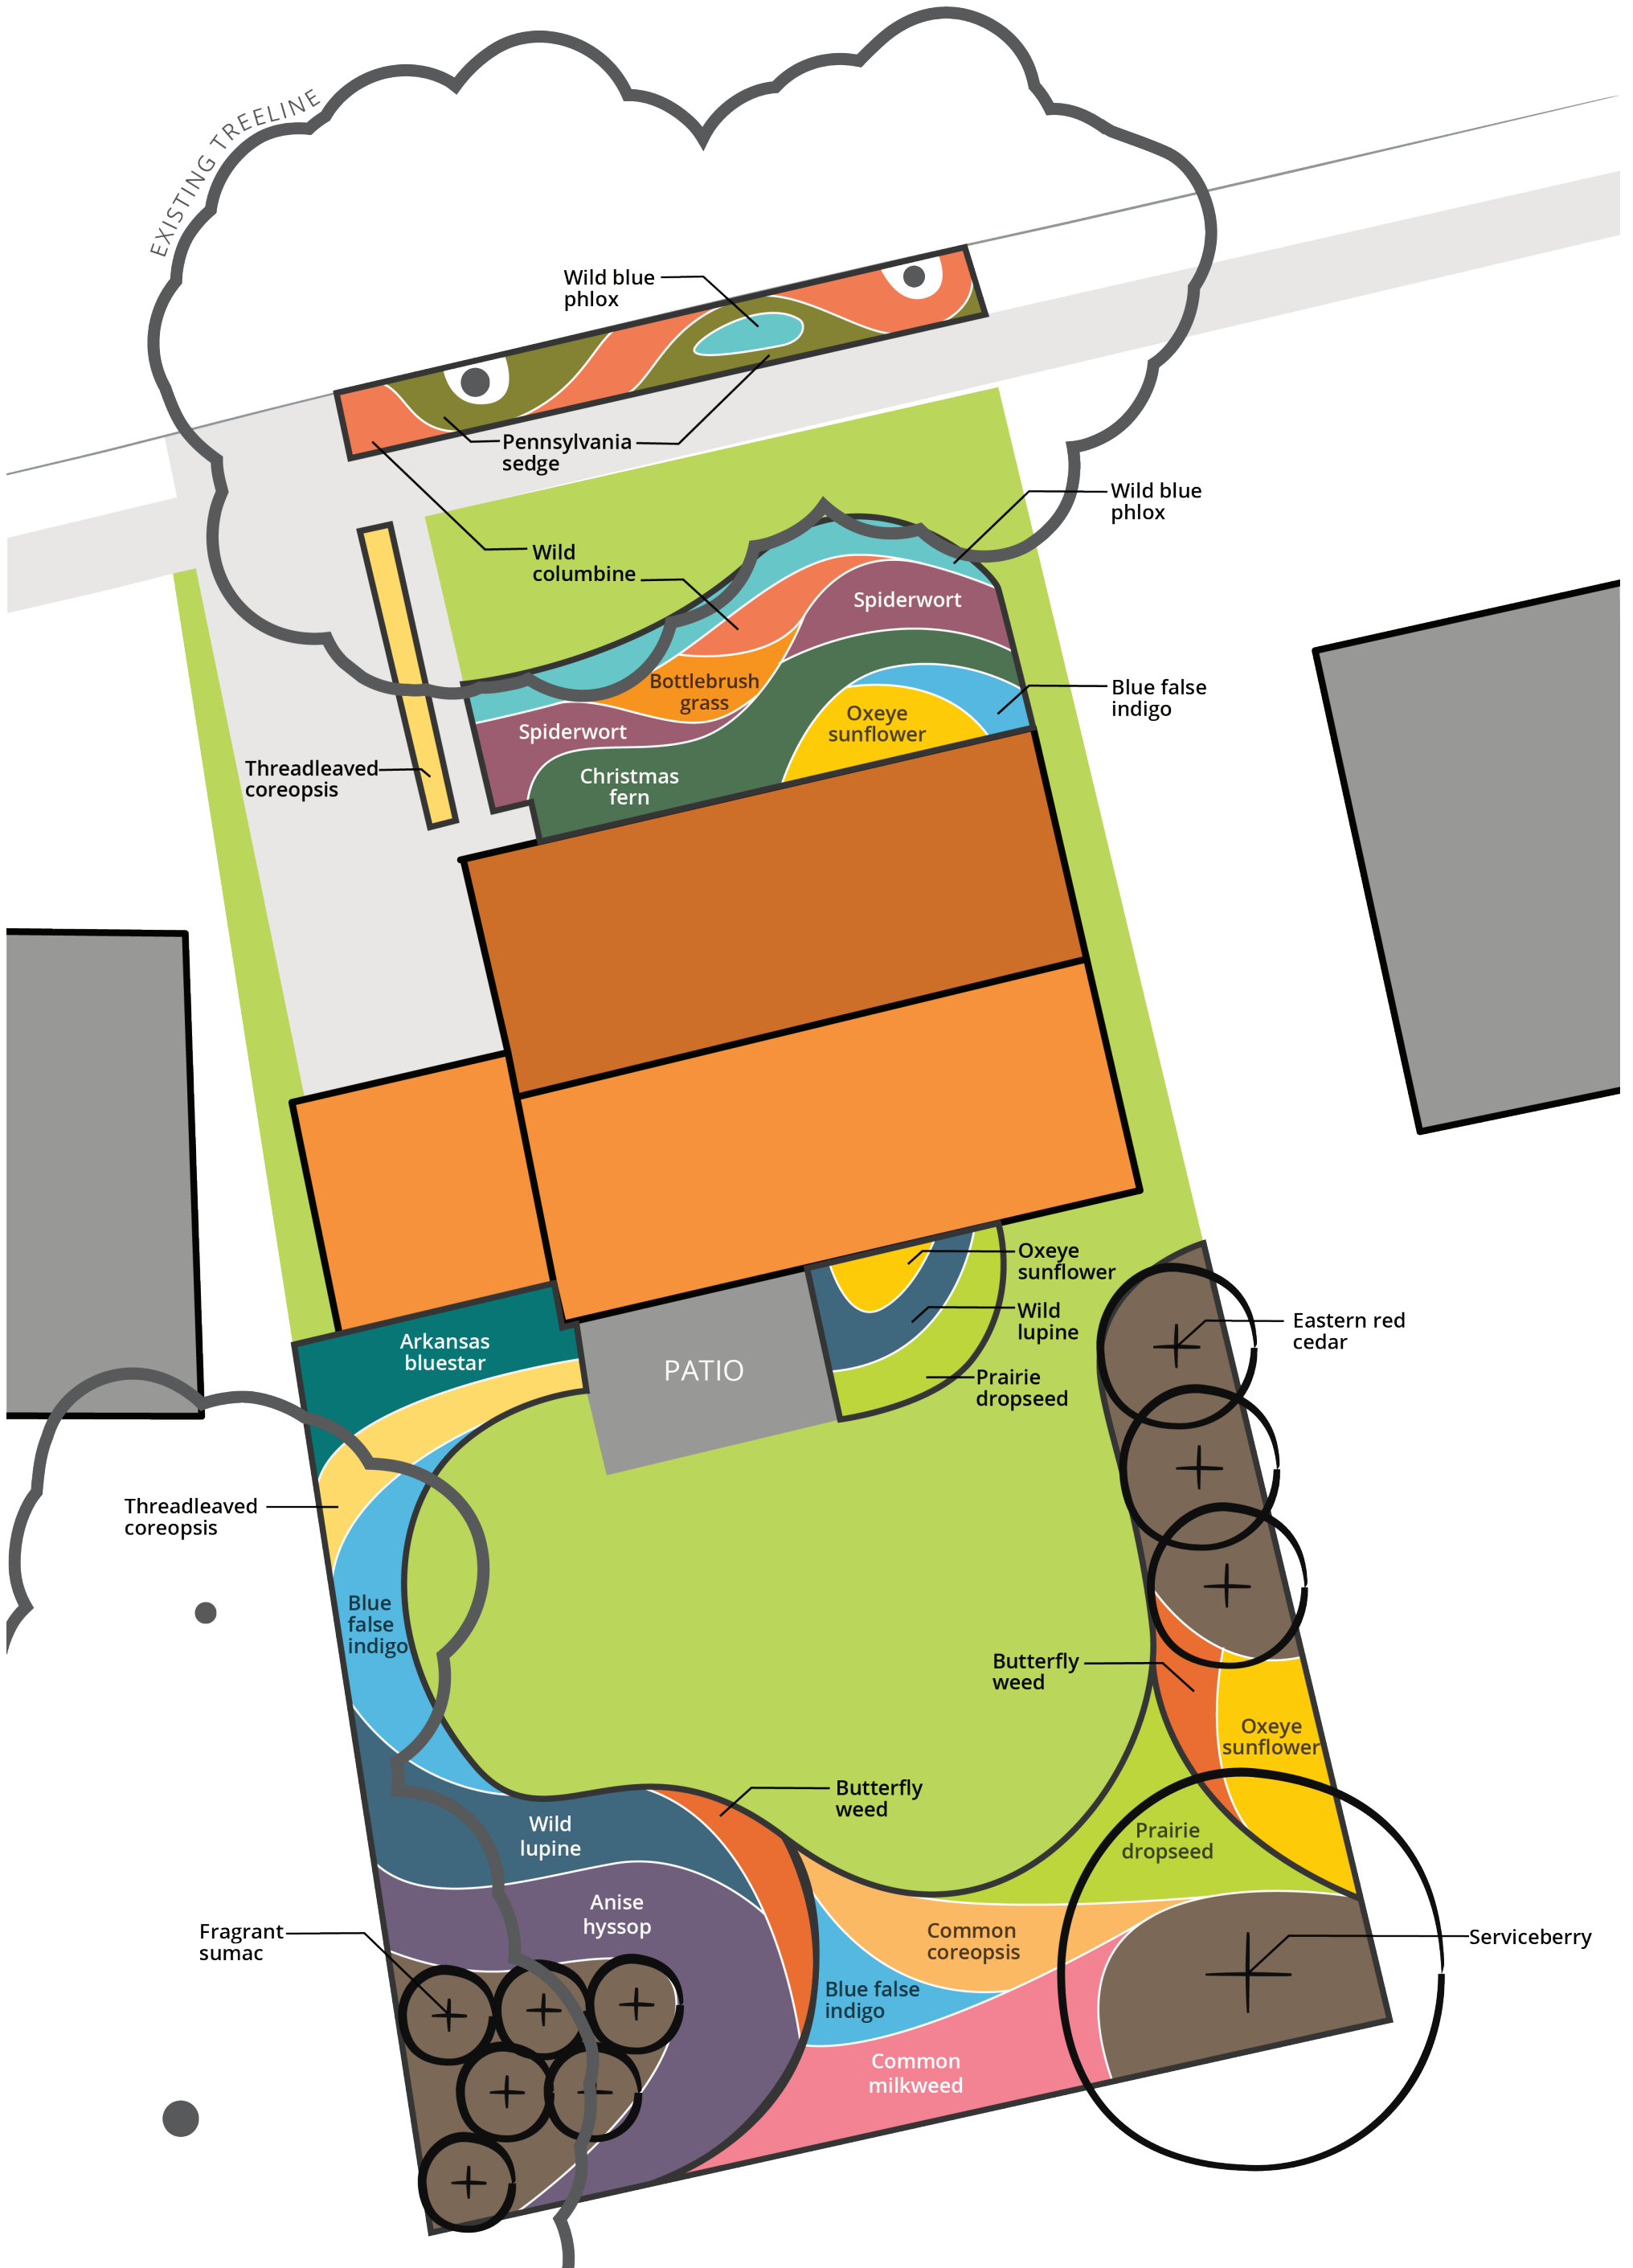 EXISTING TREELINE
Wild blue
phlox
Pennsylvania
sedge
Wild blue
phlox
Wild
columbine
Spiderwort
Bottlebrush
grass
Blue false
indigo
Oxeye
sunflower
Spiderwort
Threadleaved
coreopsis
Christmas
fern
Oxeye
sunflower
Wild
lupine
Eastern red
cedar
Arkansas
bluestar
PATIO
Prairie
dropseed
Threadleaved
coreopsis
Blue
false
indigo
Butterfly
weed
Oxeye
sunflower
Butterfly
weed
Wild
lupine
Prairie
dropseed
Anise
hyssop
Fragrant
sumac
Common
coreopsis
Serviceberry
Blue false
indigo
Common
milkweed